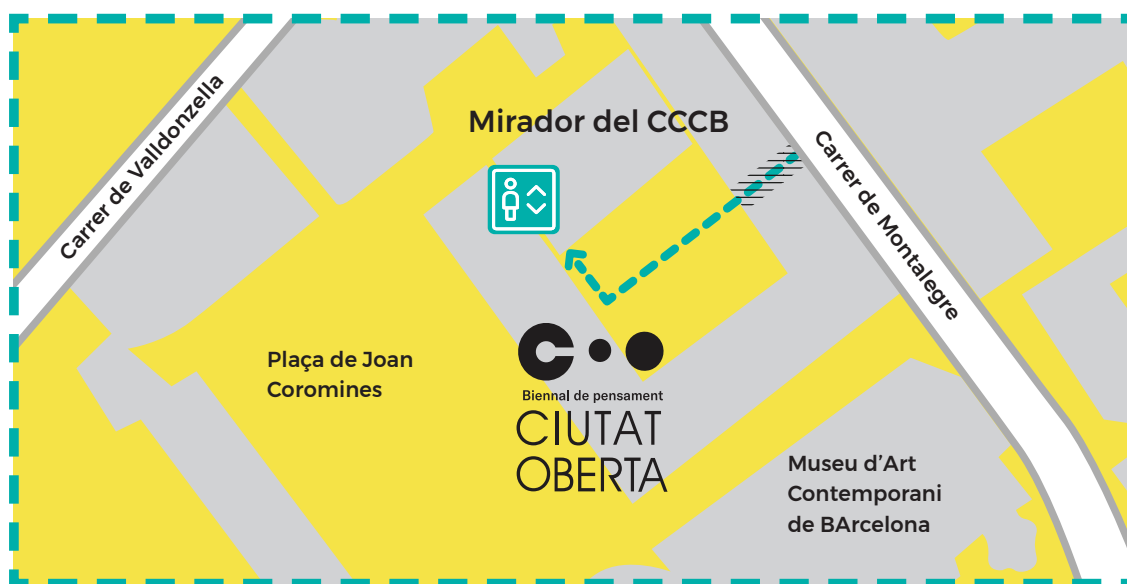 Carrer de Valldonzella
Mirador del CCCB
Carrer de Montalegre
Plaça de Joan
Coromines
Biennal de pensament
CIUTAT
OBERTA
Museu d'Art
Contemporani
de BArcelona